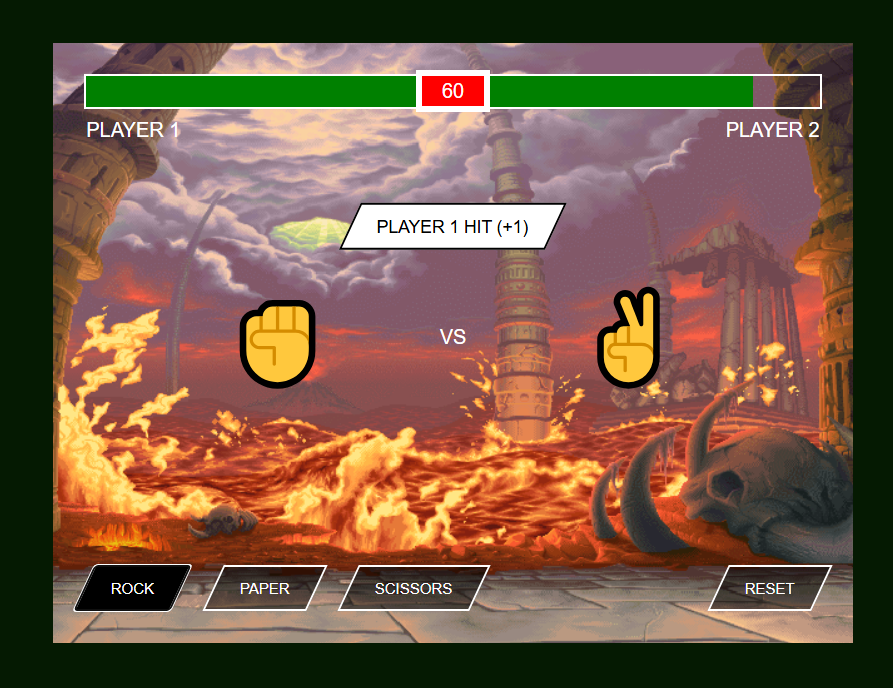 60
PLAYER 1
PLAYER 2
PLAYER 1 HIT (+1)
VS
ROCK
PAPER
SCISSORS
RESET